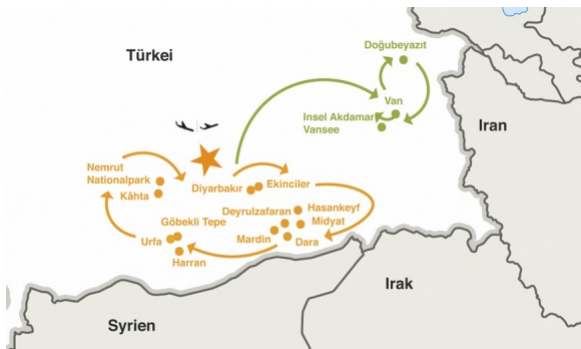 Doğubeyazıt
Türkei
Van
Insel Akdamar
Vansee
Iran
Nemrut
Nationalpark
Kâhta
Diyarbakır
Ekinciler
Deyrulzafaran
Hasankeyf
Midyat
Göbekli Tepe
Mardin
Dara
Urfa
Harran
Irak
Syrien